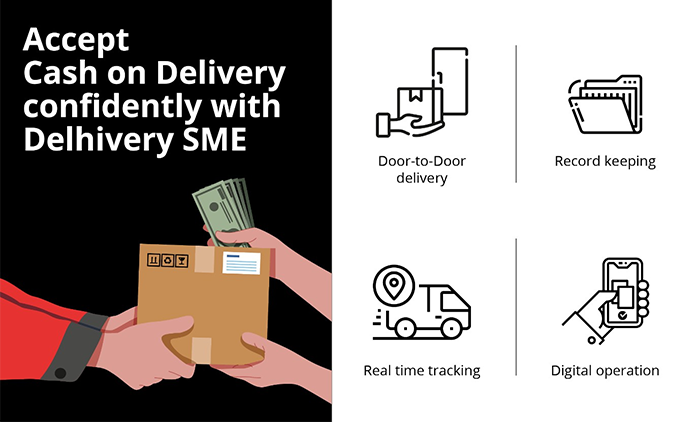 Accept
Cash on Delivery
confidently with
Delhivery SME
Door-to-Door
delivery
Record keeping
Real time tracking
Digital operation